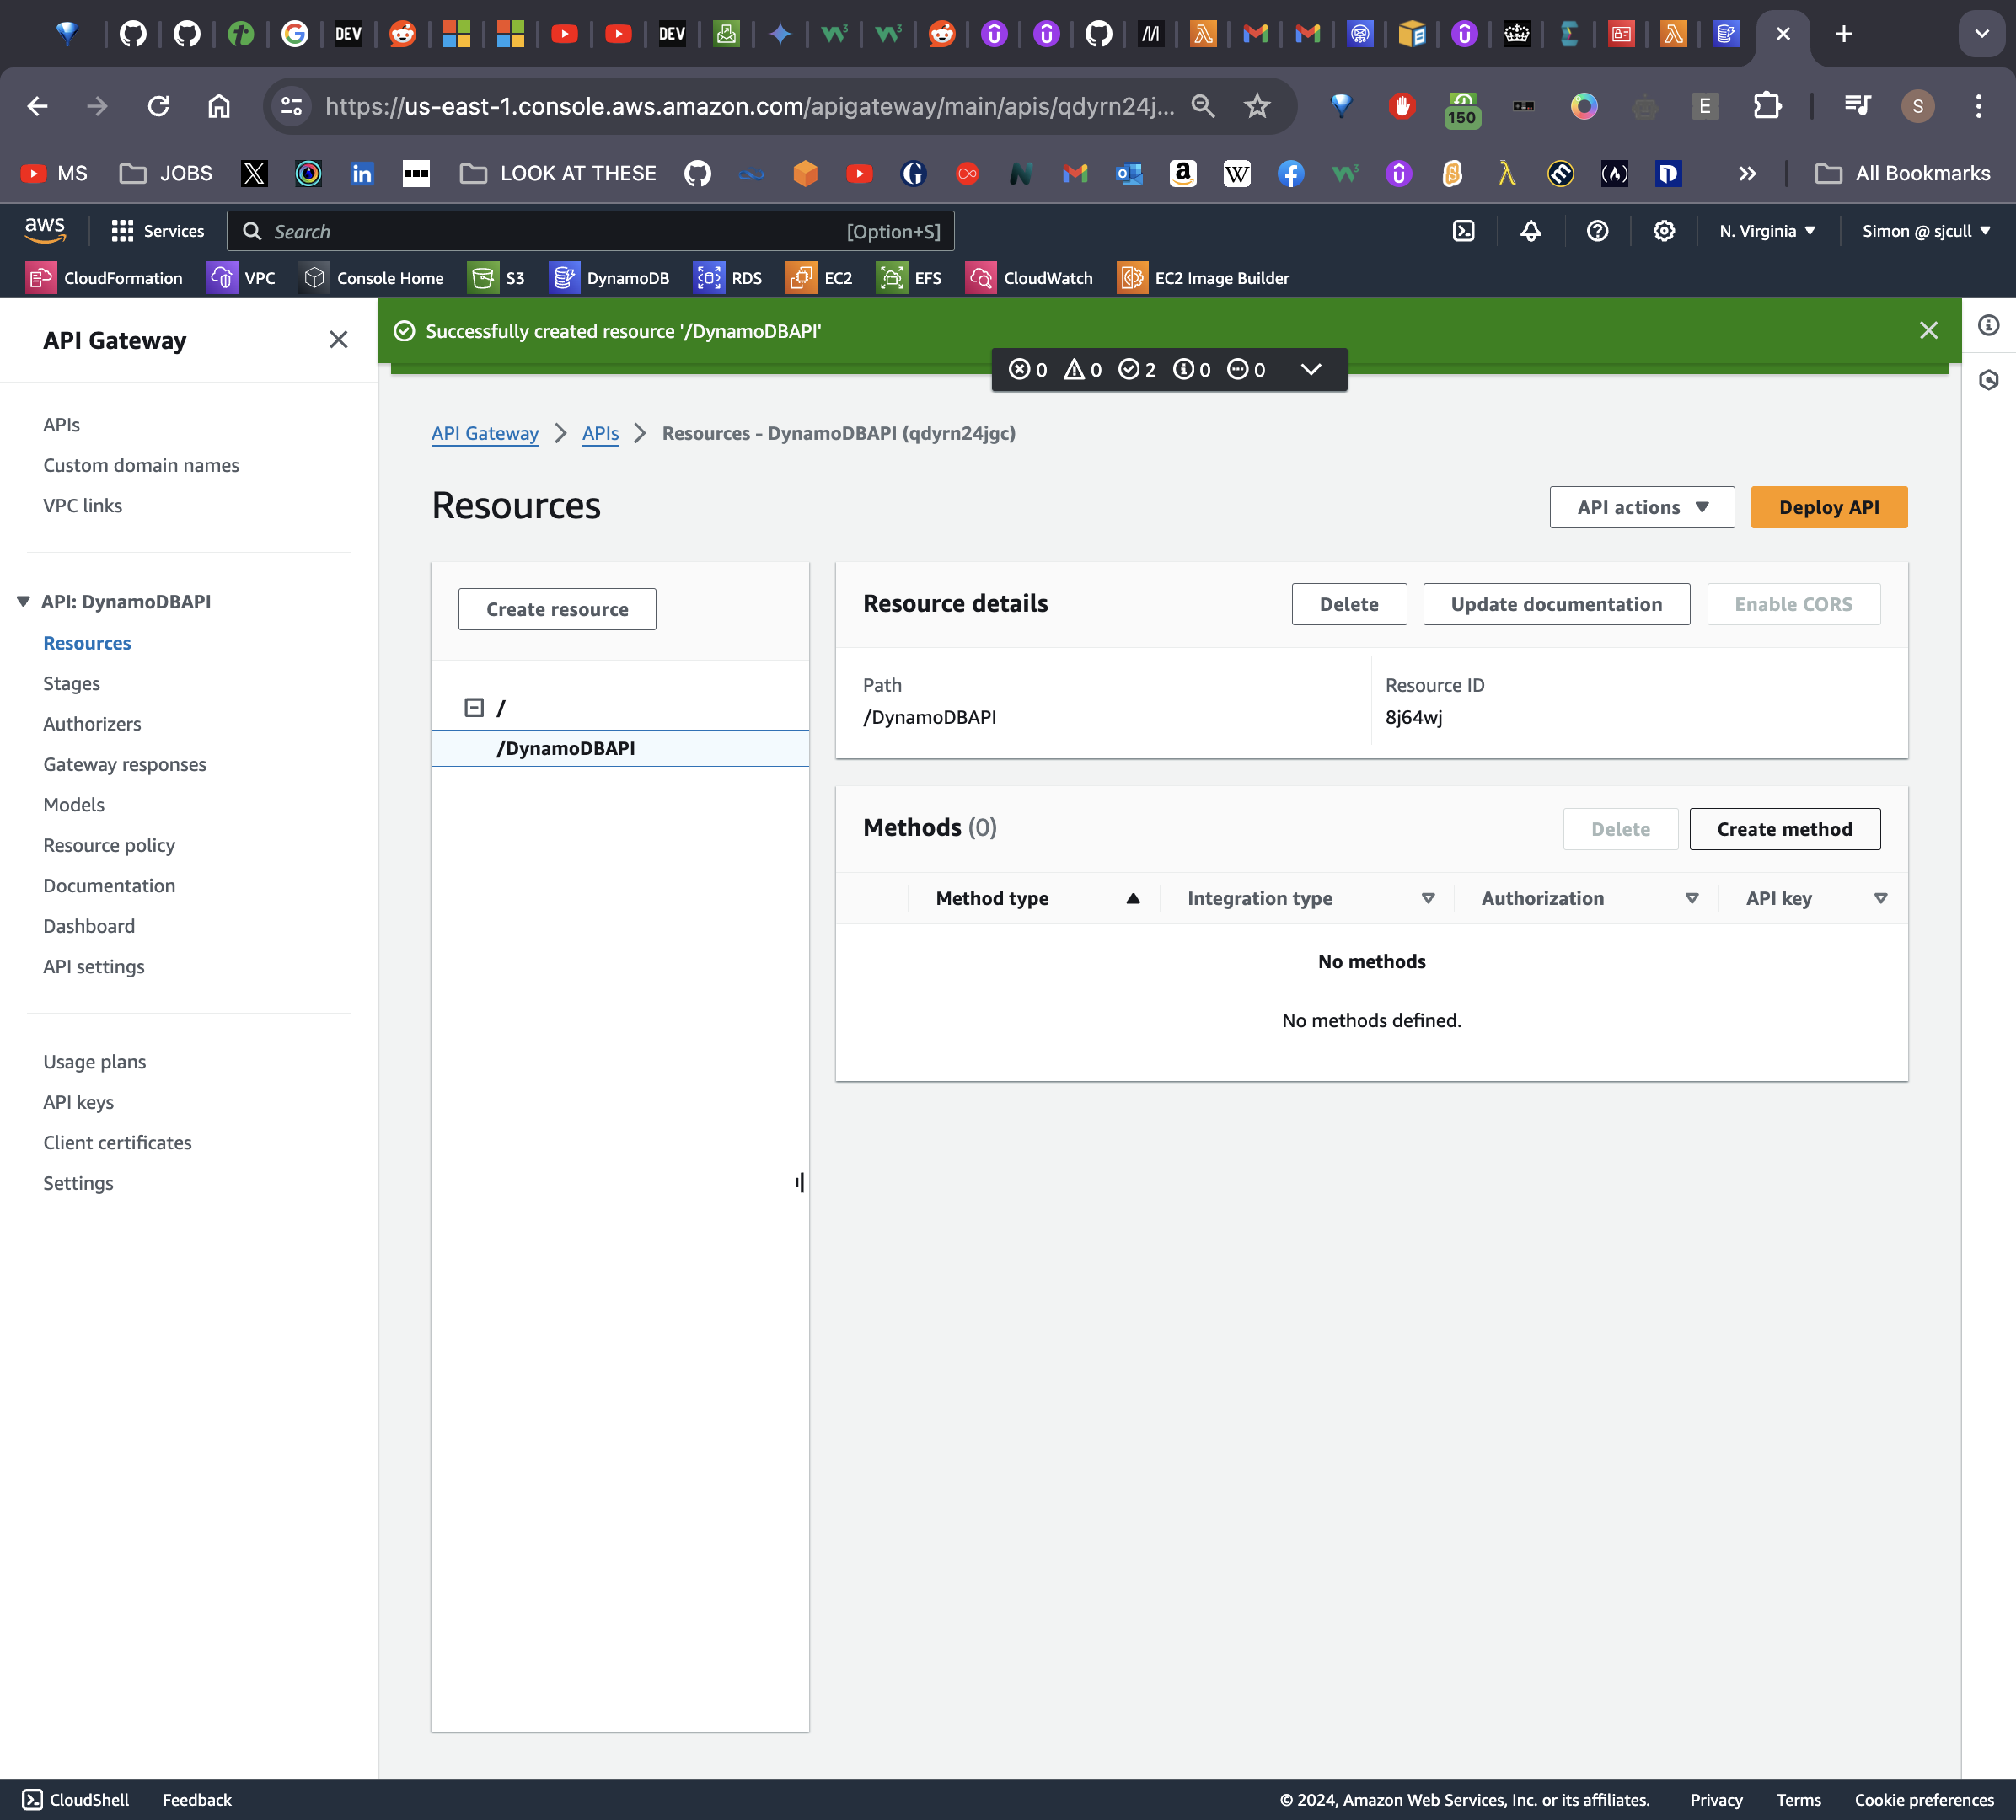 DEV
DEV
https://us-east-1.console.aws.amazon.com/apigateway/main/apis/qdyrn24j...
150
E
S
MS
JOBS
LOOK AT THESE
All Bookmarks
aws
Services
Search
[Option+S]
N. Virginia
Simon @ sjcull
CloudFormation
VPC
Console Home
S3
DynamoDB
RDS
EC2
EFS
CloudWatch
EC2 Image Builder
API Gateway
Successfully created resource '/DynamoDBAPI'
0 0 2 0 0
APIs
Custom domain names
VPC links
API: DynamoDBAPI
Resources
Stages
Authorizers
Gateway responses
Models
Resource policy
Documentation
Dashboard
API settings
Usage plans
API keys
Client certificates
Settings
API Gateway > APIs > Resources - DynamoDBAPI (qdyrn24jgc)
Resources
API actions
Deploy API
Create resource
/
/DynamoDBAPI
Resource details
Delete
Update documentation
Enable CORS
Path
/DynamoDBAPI
Resource ID
8j64wj
Methods (0)
Delete
Create method
Method type
Integration type
Authorization
API key
No methods
No methods defined.
CloudShell
Feedback
© 2024, Amazon Web Services, Inc. or its affiliates.
Privacy
Terms
Cookie preferences